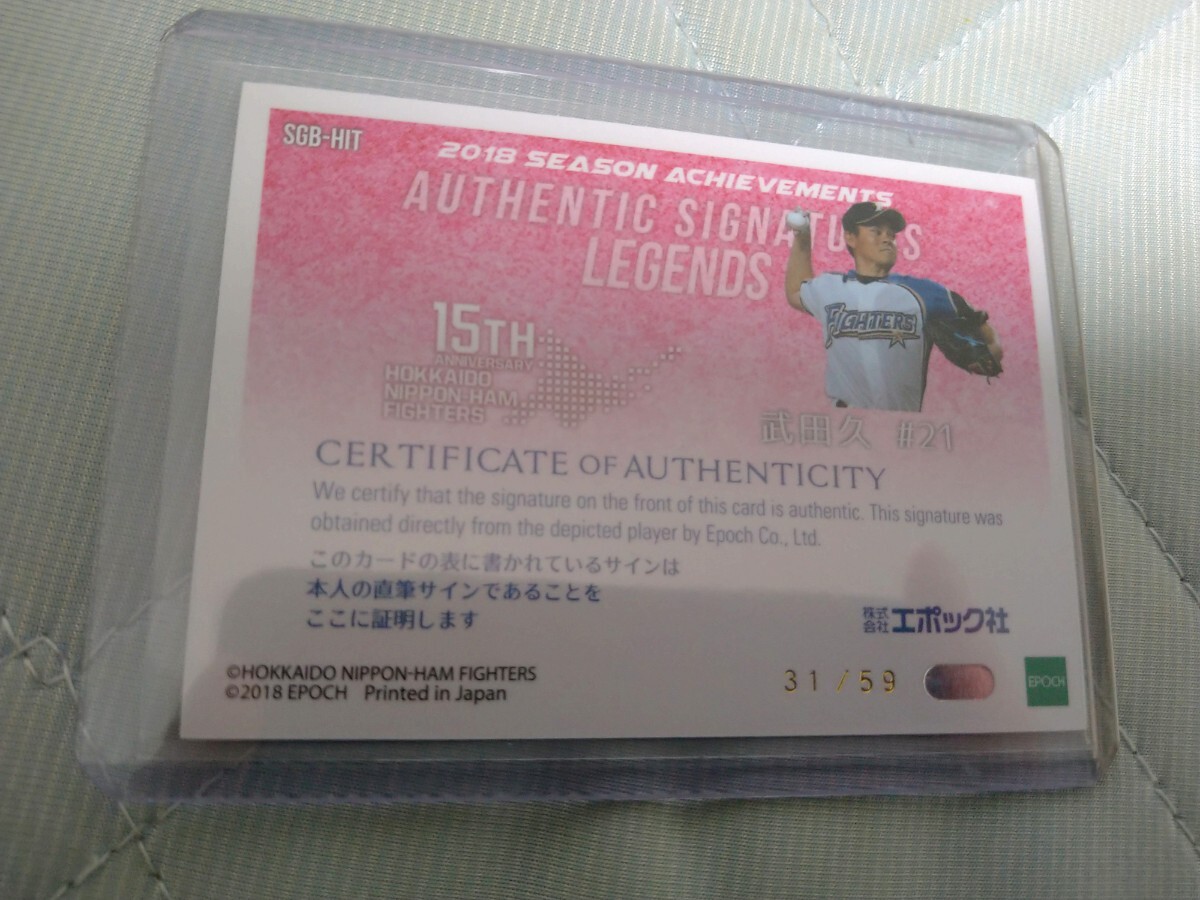 SGB-HIT
2018 SEASON ACHIEVEMENTS
AUTHENTIC SIGNATURES
LEGENDS
15TH
ANNIVERSARY
HOKKAIDO
NIPPON-HAM
FIGHTERS
FIGHTERS
武田久 #21
CERTIFICATE OF AUTHENTICITY
We certify that the signature on the front of this card is authentic. This signature was
obtained directly from the depicted player by Epoch Co., Ltd.
このカードの表に書かれているサインは
本人の直筆サインであることを
ここに証明します
株式会社エポック社
©HOKKAIDO NIPPON-HAM FIGHTERS
©2018 EPOCH Printed in Japan
31/59
EPOCH